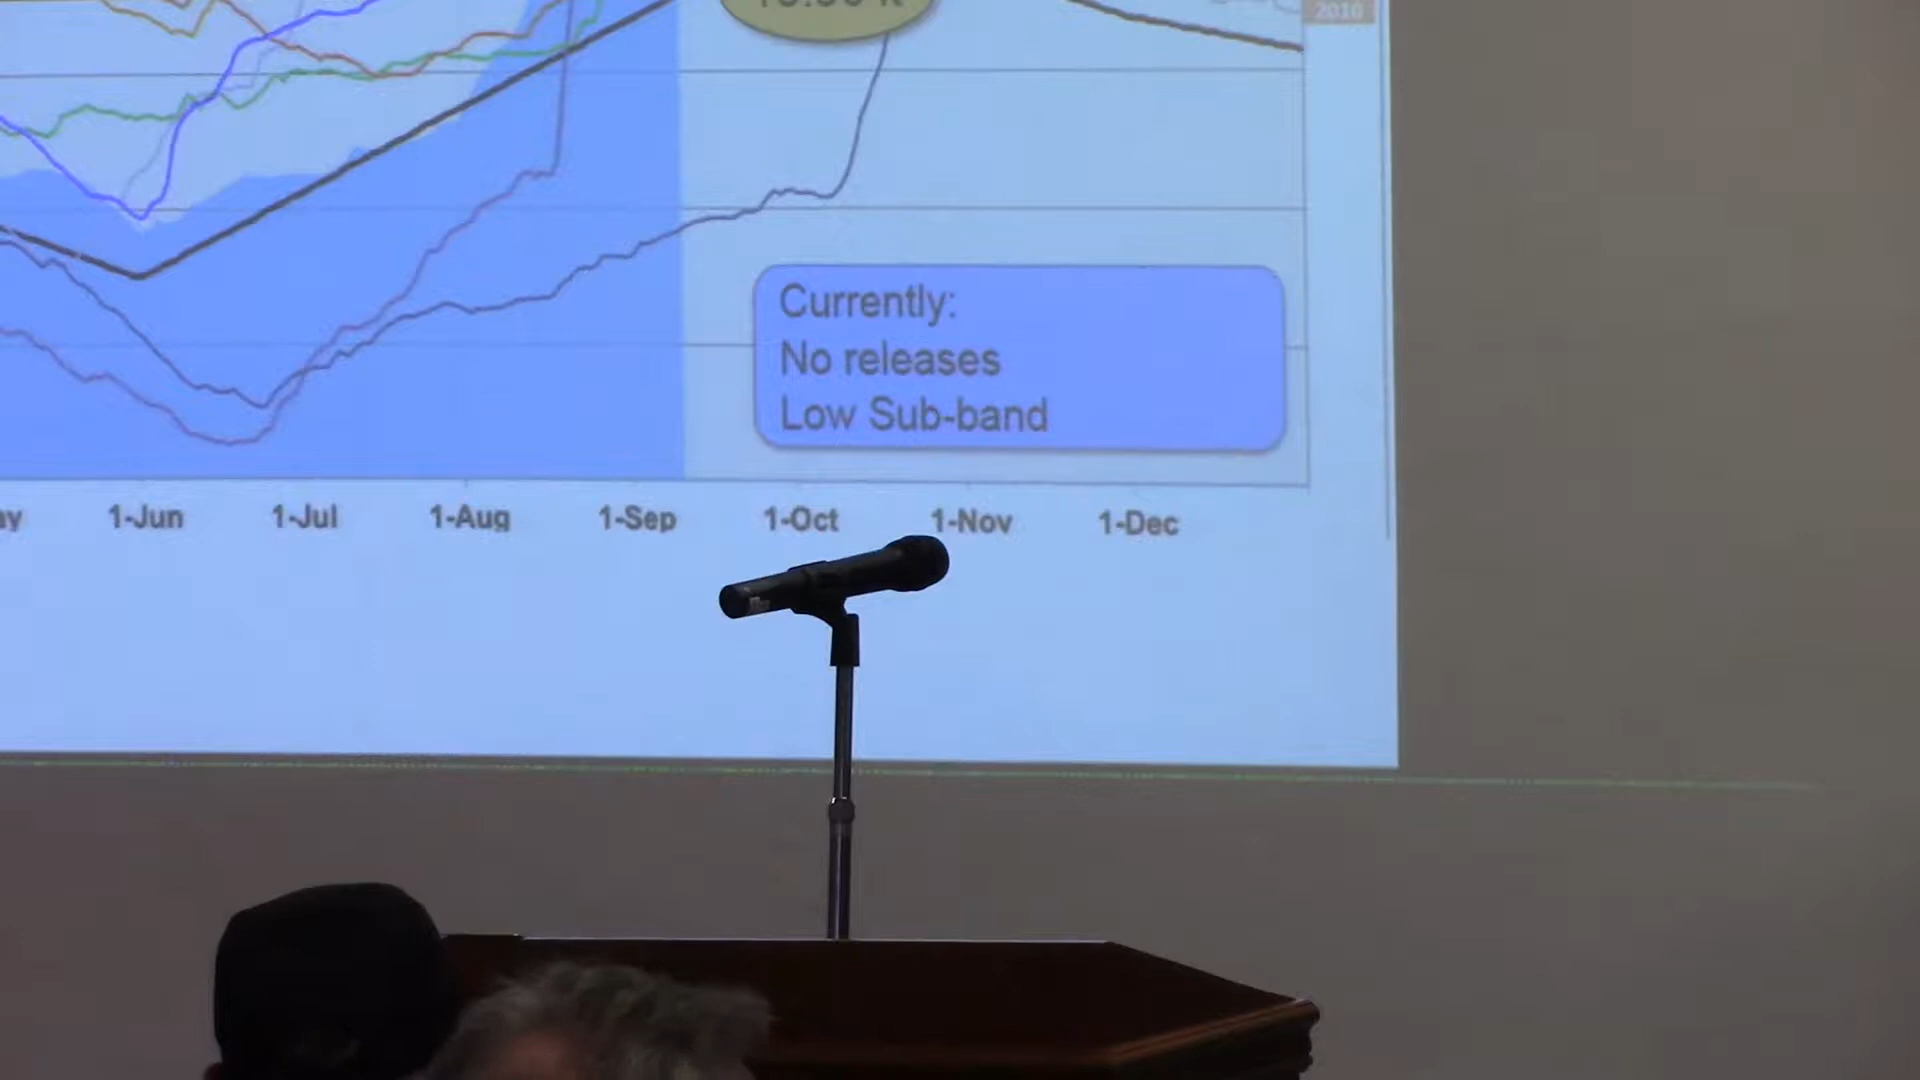 2010
Currently:
No releases
Low Sub-band
1-Jun 1-Jul 1-Aug 1-Sep 1-Oct 1-Nov 1-Dec